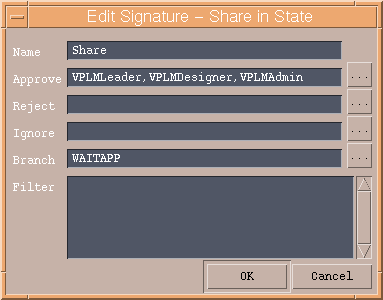 Edit Signature – Share in State
Name Share
Approve VPLMLeader,VPLMDesigner,VPLMAdmin ...
Reject ...
Ignore ...
Branch WAITAPP ...
Filter
OK Cancel